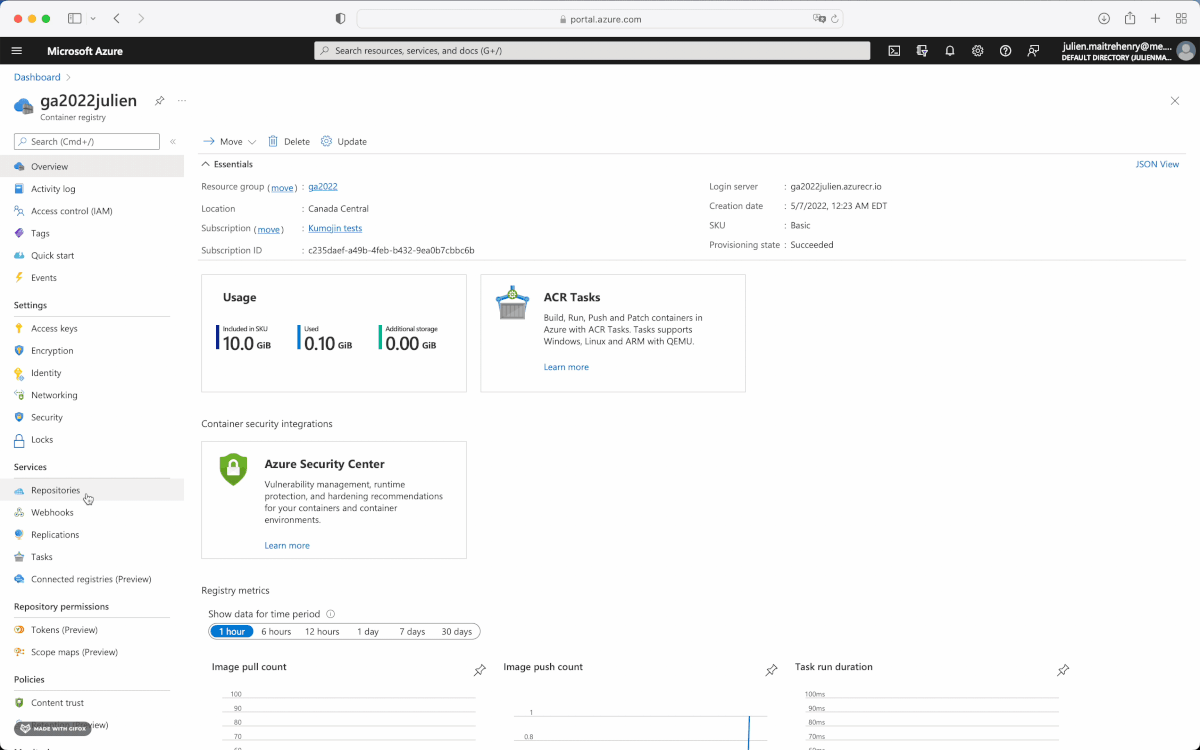 portal.azure.com
Microsoft Azure
Search resources, services, and docs (G+/)
julien.maitrehenry@me....
DEFAULT DIRECTORY (JULIENMA...
Dashboard
ga2022julien
Container registry
Search (Cmd+/)
Overview
Activity log
Access control (IAM)
Tags
Quick start
Events
Settings
Access keys
Encryption
Identity
Networking
Security
Locks
Services
Repositories
Webhooks
Replications
Tasks
Connected registries (Preview)
Repository permissions
Tokens (Preview)
Scope maps (Preview)
Policies
Content trust
MADE WITH GIFOX
Move
Delete
Update
Essentials
JSON View
Resource group (move) : ga2022
Location : Canada Central
Subscription (move) : Kumojin tests
Subscription ID : c235daef-a49b-4feb-b432-9ea0b7cbbc6b
Login server : ga2022julien.azurecr.io
Creation date : 5/7/2022, 12:23 AM EDT
SKU : Basic
Provisioning state : Succeeded
Usage
Included in SKU
10.0 GiB
Used
0.10 GiB
Additional storage
0.00 GiB
ACR Tasks
Build, Run, Push and Patch containers in
Azure with ACR Tasks. Tasks supports
Windows, Linux and ARM with QEMU.
Learn more
Container security integrations
Azure Security Center
Vulnerability management, runtime
protection, and hardening recommendations
for your containers and container
environments.
Learn more
Registry metrics
Show data for time period
1 hour 6 hours 12 hours 1 day 7 days 30 days
Image pull count
100
90
80
70
Image push count
1
0.8
Task run duration
100ms
90ms
80ms
70ms